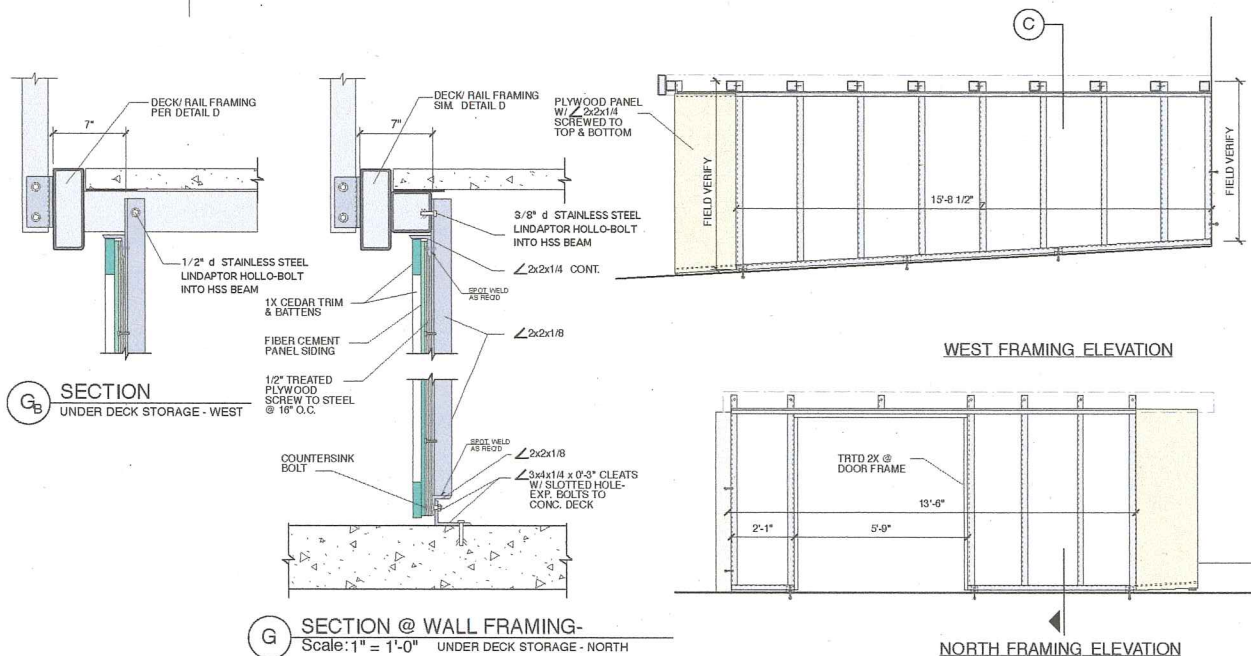 DECK/ RAIL FRAMING
PER DETAIL D
7"
1/2" d STAINLESS STEEL
LINDAPTOR HOLLO-BOLT
INTO HSS BEAM
GB
SECTION
UNDER DECK STORAGE - WEST
DECK/ RAIL FRAMING
SIM. DETAIL D
7"
3/8" d STAINLESS STEEL
LINDAPTOR HOLLO-BOLT
INTO HSS BEAM
∠2x2x1/4 CONT.
SPOT WELD
AS REQ'D
1X CEDAR TRIM
& BATTENS
∠2x2x1/8
FIBER CEMENT
PANEL SIDING
1/2" TREATED
PLYWOOD
SCREW TO STEEL
@ 16" O.C.
SPOT WELD
AS REQ'D
COUNTERSINK
BOLT
∠2x2x1/8
∠3x4x1/4 x 0'-3" CLEATS
W/ SLOTTED HOLE-
EXP. BOLTS TO
CONC. DECK
G
SECTION @ WALL FRAMING-
Scale: 1" = 1'-0" UNDER DECK STORAGE - NORTH
C
PLYWOOD PANEL
W/ ∠2x2x1/4
SCREWED TO
TOP & BOTTOM
FIELD VERIFY
15'-8 1/2"
FIELD VERIFY
WEST FRAMING ELEVATION
TRTD 2X @
DOOR FRAME
13'-6"
2'-1"
5'-9"
NORTH FRAMING ELEVATION